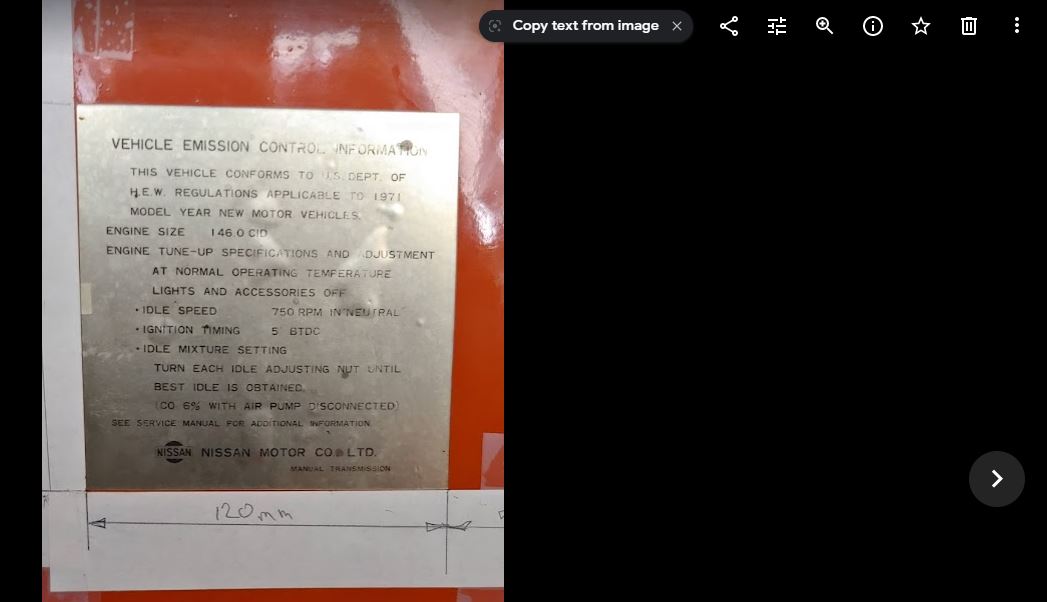 Copy text from image
VEHICLE EMISSION CONTROL INFORMATION
THIS VEHICLE CONFORMS TO U.S. DEPT. OF
H.E.W. REGULATIONS APPLICABLE TO 1971
MODEL YEAR NEW MOTOR VEHICLES.
ENGINE SIZE 146.0 CID
ENGINE TUNE-UP SPECIFICATIONS AND ADJUSTMENT
AT NORMAL OPERATING TEMPERATURE
LIGHTS AND ACCESSORIES OFF
• IDLE SPEED 750 RPM IN NEUTRAL
• IGNITION TIMING 5° BTDC
• IDLE MIXTURE SETTING
TURN EACH IDLE ADJUSTING NUT UNTIL
BEST IDLE IS OBTAINED.
(CO 6% WITH AIR PUMP DISCONNECTED)
SEE SERVICE MANUAL FOR ADDITIONAL INFORMATION.
NISSAN NISSAN MOTOR CO., LTD.
MANUAL TRANSMISSION
120mm